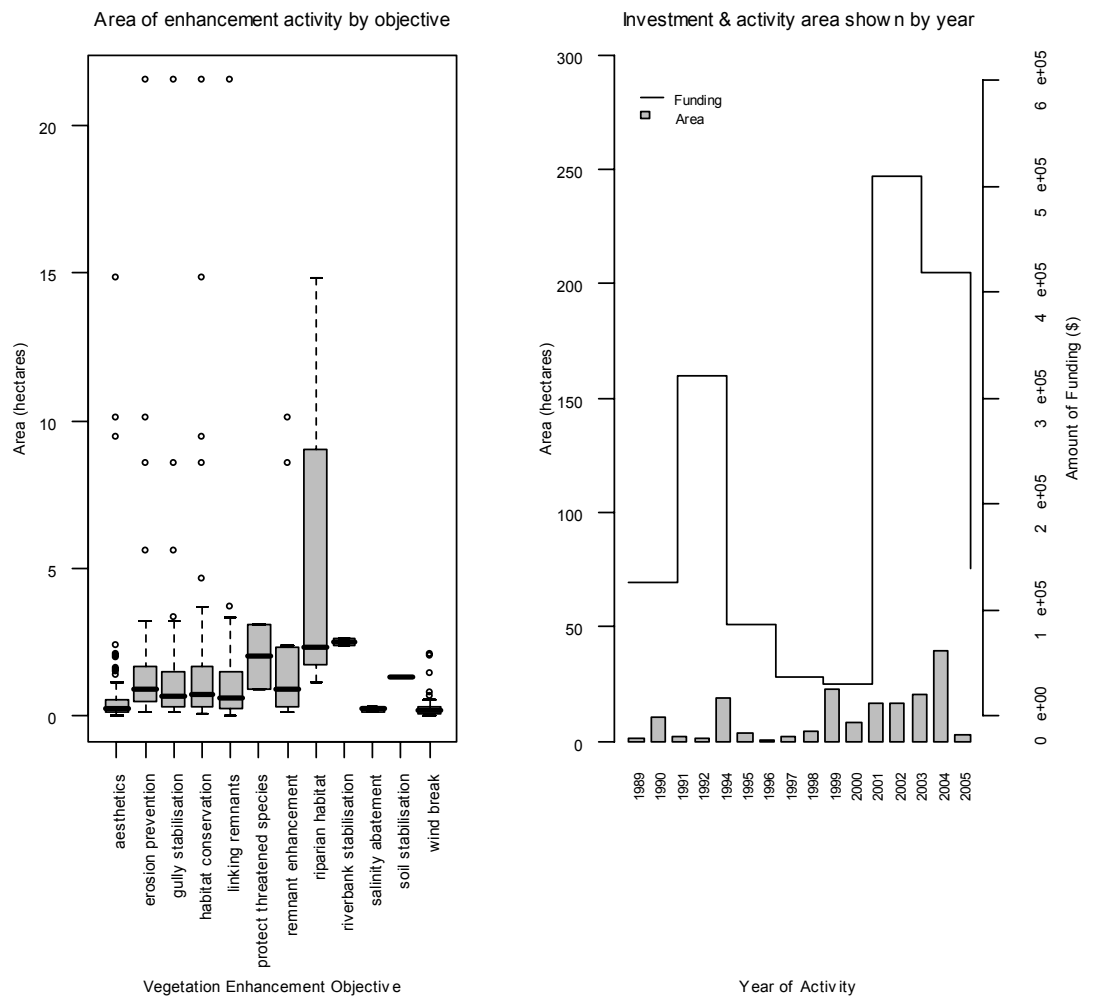 Area of enhancement activity by objective
Area (hectares)
20
15
10
5
0
aesthetics
erosion prevention
gully stabilisation
habitat conservation
linking remnants
protect threatened species
remnant enhancement
riparian habitat
riverbank stabilisation
salinity abatement
soil stabilisation
wind break
Vegetation Enhancement Objective
Investment & activity area shown by year
Funding
Area
Area (hectares)
300
250
200
150
100
50
0
6 e+05
5 e+05
4 e+05
3 e+05
2 e+05
1 e+05
0 e+00
Amount of Funding ($)
1989
1990
1991
1992
1994
1995
1996
1997
1998
1999
2000
2001
2002
2003
2004
2005
Year of Activity